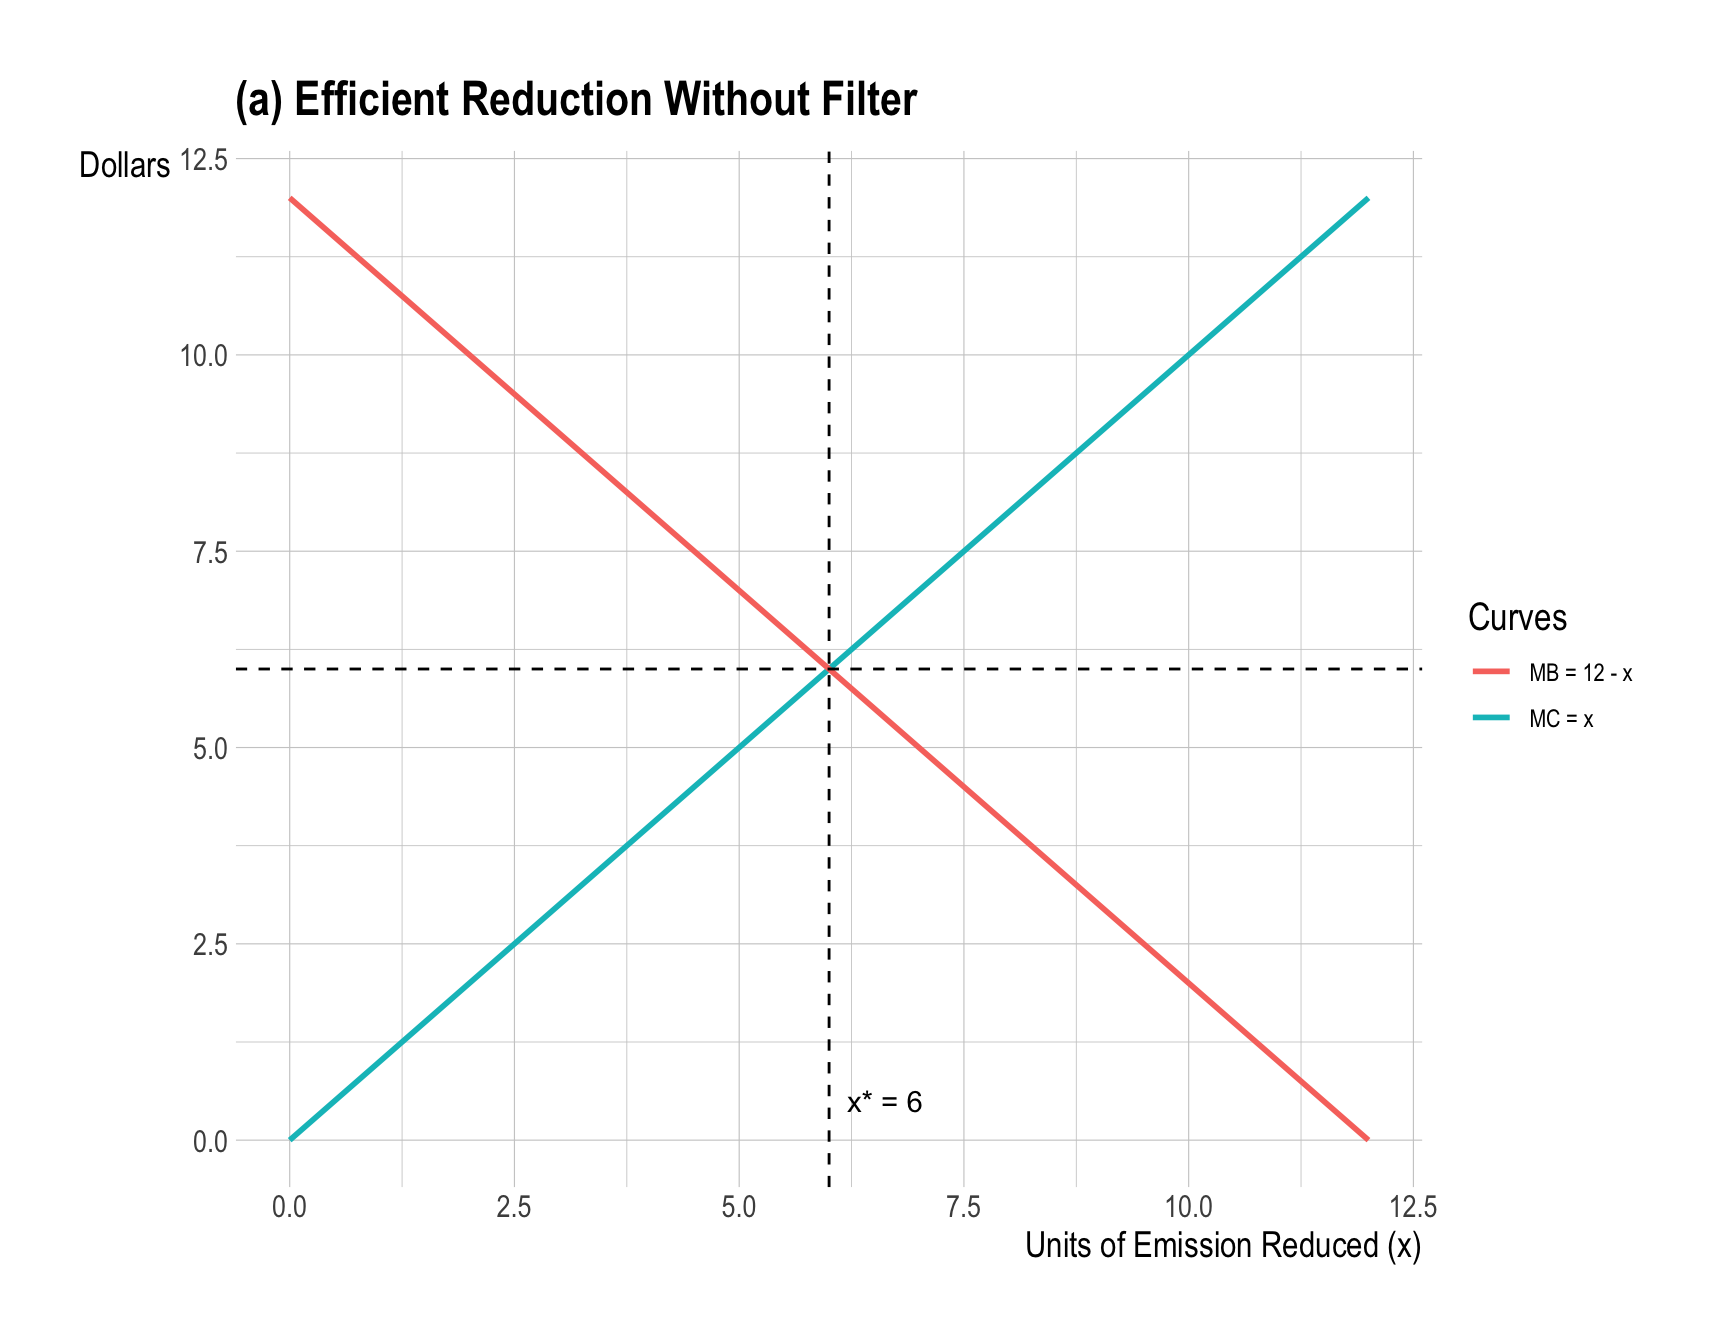 (a) Efficient Reduction Without Filter
Dollars
12.5
10.0
7.5
5.0
2.5
0.0
x* = 6
0.0 2.5 5.0 7.5 10.0 12.5
Units of Emission Reduced (x)
Curves
MB = 12 - x
MC = x